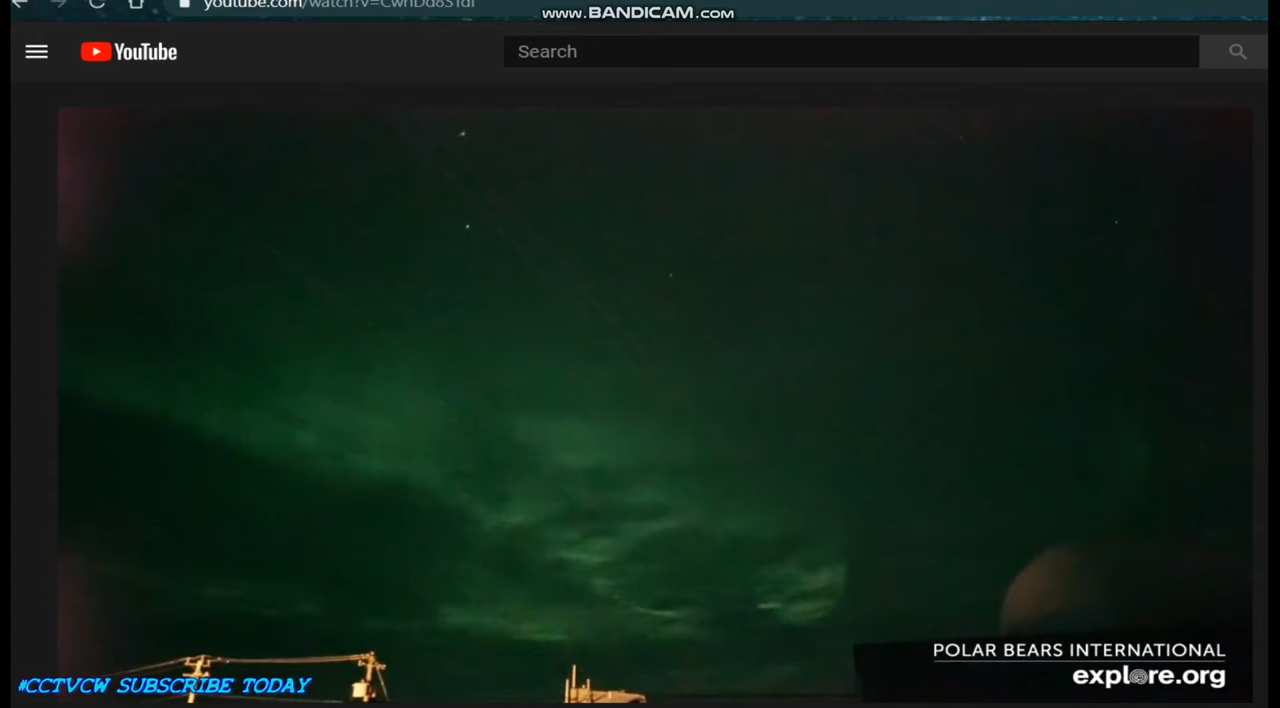 www.BANDICAM.com
YouTube
Search
POLAR BEARS INTERNATIONAL
explore.org
#CCTVCW SUBSCRIBE TODAY